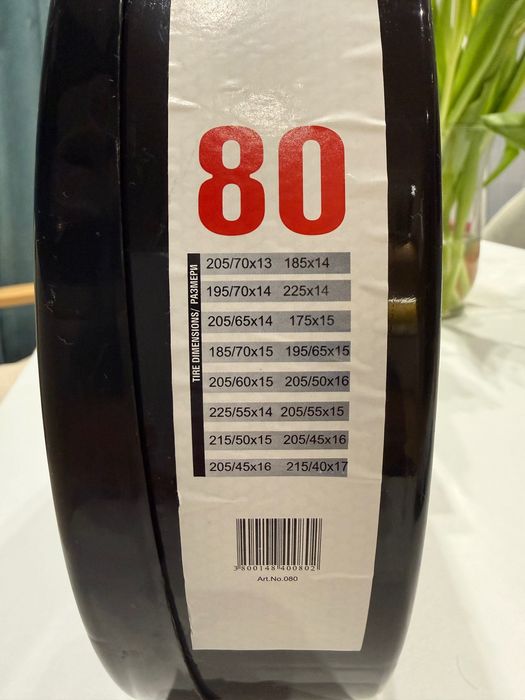 80
TIRE DIMENSIONS/ РАЗМЕРИ
205/70x13 185x14
195/70x14 225x14
205/65x14 175x15
185/70x15 195/65x15
205/60x15 205/50x16
225/55x14 205/55x15
215/50x15 205/45x16
205/45x16 215/40x17
3800148400802
Art.No.080